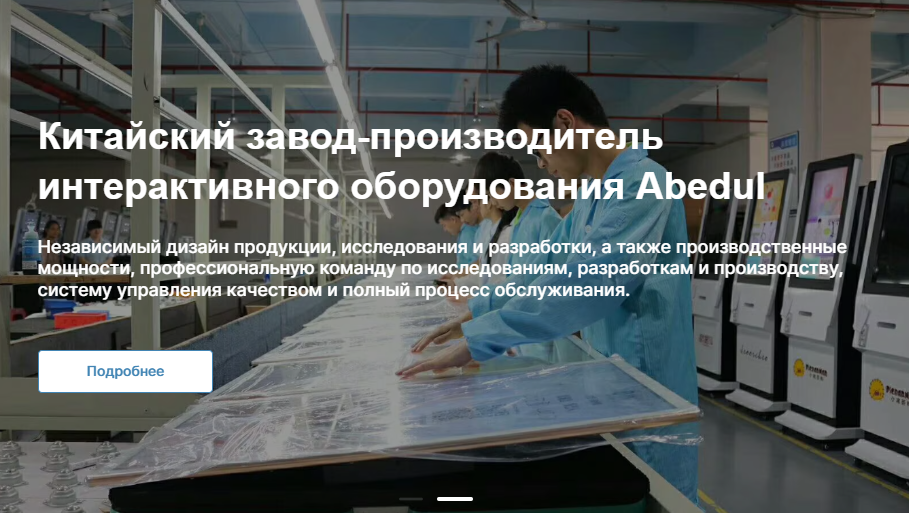 Китайский завод-производитель
интерактивного оборудования Abedul
Независимый дизайн продукции, исследования и разработки, а также производственные
мощности, профессиональную команду по исследованиям, разработкам и производству,
систему управления качеством и полный процесс обслуживания.
Подробнее